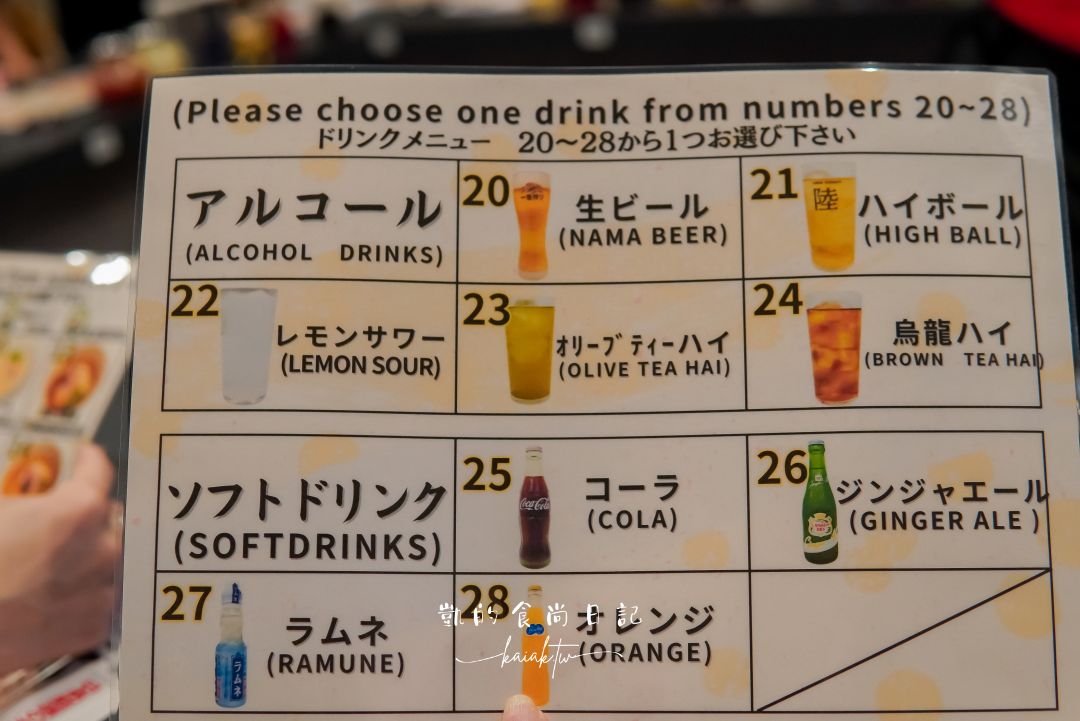 (Please choose one drink from numbers 20~28)
ドリンクメニュー 20～28から1つお選び下さい
アルコール
(ALCOHOL DRINKS)
20
生ビール
(NAMA BEER)
21
陸
ハイボール
(HIGH BALL)
22
レモンサワー
(LEMON SOUR)
23
オリーブティーハイ
(OLIVE TEA HAI)
24
烏龍ハイ
(BROWN TEA HAI)
ソフトドリンク
(SOFTDRINKS)
25
Coca-Cola
コーラ
(COLA)
26
ジンジャエール
(GINGER ALE )
27
ラムネ
ラムネ
(RAMUNE)
28
オレンジ
(ORANGE)
凱的食尚日記
kaiak.tw